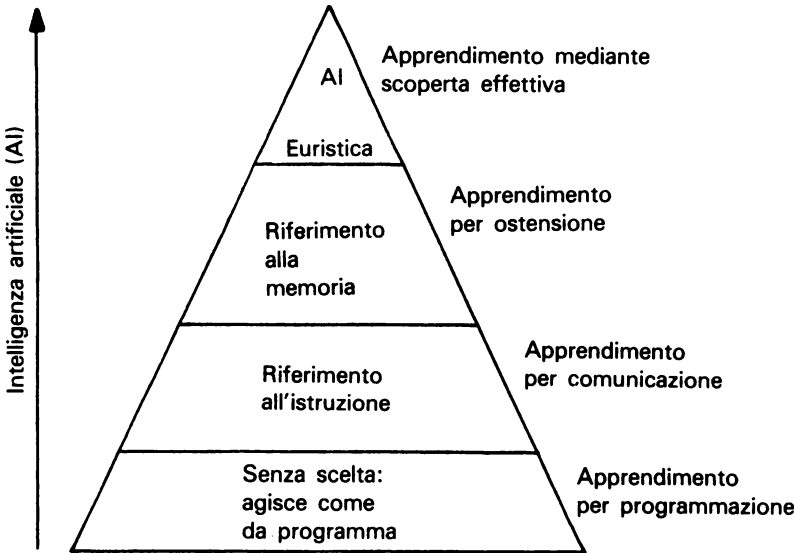 Intelligenza artificiale (AI)
AI
Apprendimento mediante
scoperta effettiva
Euristica
Riferimento
alla
memoria
Apprendimento
per ostensione
Riferimento
all'istruzione
Apprendimento
per comunicazione
Senza scelta:
agisce come
da programma
Apprendimento
per programmazione